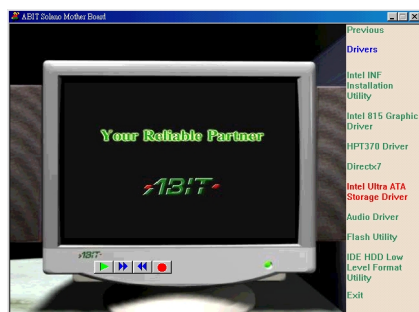 ABIT Solano Mother Board
Previous
Drivers
Intel INF
Installation
Utility
Intel 815 Graphic
Driver
HPT370 Driver
Directx7
Intel Ultra ATA
Storage Driver
Audio Driver
Flash Utility
IDE HDD Low
Level Format
Utility
Exit
Your Reliable Partner
ABIT
ABIT